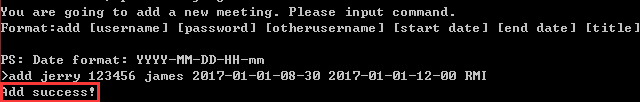 You are going to add a new meeting. Please input command.
Format:add [username] [password] [otherusername] [start date] [end date] [title]
PS: Date format: YYYY-MM-DD-HH-mm
>add jerry 123456 james 2017-01-01-08-30 2017-01-01-12-00 RMI
Add success!